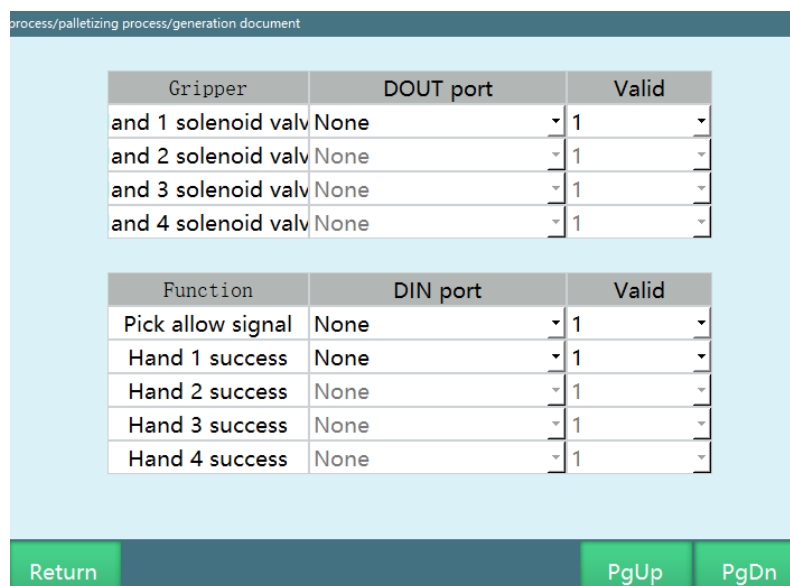 process/palletizing process/generation document
Gripper DOUT port Valid
and 1 solenoid valv None 1
and 2 solenoid valv None 1
and 3 solenoid valv None 1
and 4 solenoid valv None 1
Function DIN port Valid
Pick allow signal None 1
Hand 1 success None 1
Hand 2 success None 1
Hand 3 success None 1
Hand 4 success None 1
Return PgUp PgDn